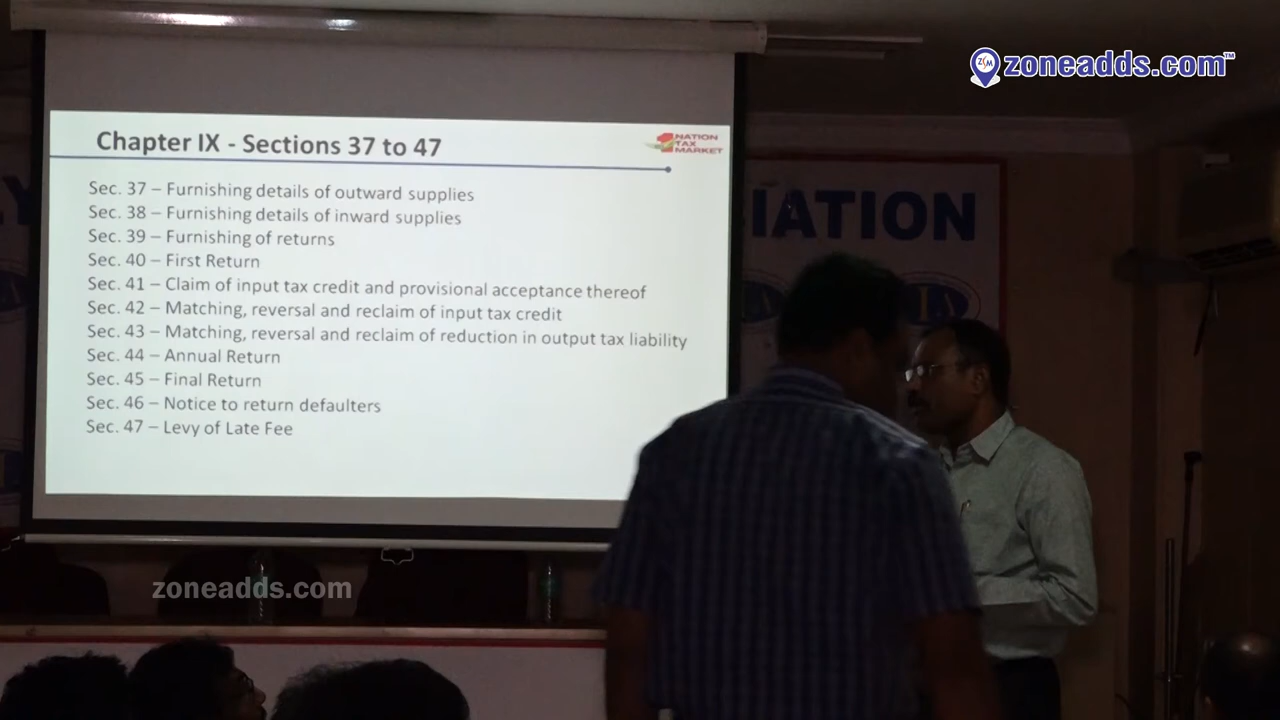 zoneadds.com™
Chapter IX - Sections 37 to 47
NATION
TAX
MARKET
Sec. 37 – Furnishing details of outward supplies
Sec. 38 – Furnishing details of inward supplies
Sec. 39 – Furnishing of returns
Sec. 40 – First Return
Sec. 41 – Claim of input tax credit and provisional acceptance thereof
Sec. 42 – Matching, reversal and reclaim of input tax credit
Sec. 43 – Matching, reversal and reclaim of reduction in output tax liability
Sec. 44 – Annual Return
Sec. 45 – Final Return
Sec. 46 – Notice to return defaulters
Sec. 47 – Levy of Late Fee
IATION
zoneadds.com